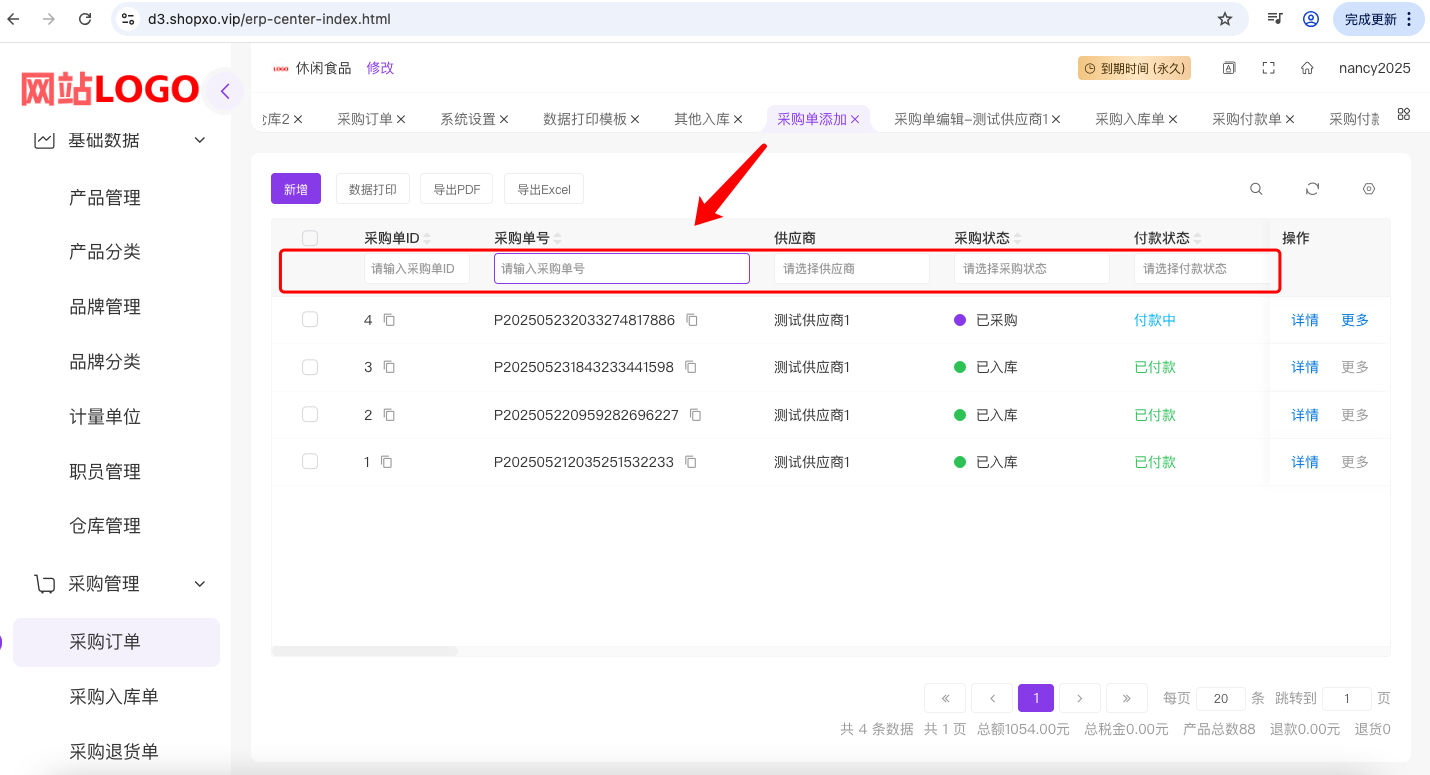 d3.shopxo.vip/erp-center-index.html
完成更新
网站LOGO
LOGO 休闲食品 修改
到期时间 (永久)
nancy2025
库2 采购订单 系统设置 数据打印模板 其他入库 采购单添加 采购单编辑-测试供应商1 采购入库单 采购付款单 采购付款
基础数据
产品管理
产品分类
品牌管理
品牌分类
计量单位
职员管理
仓库管理
采购管理
采购订单
采购入库单
采购退货单
新增 数据打印 导出PDF 导出Excel
采购单ID 采购单号 供应商 采购状态 付款状态 操作
请输入采购单ID 请输入采购单号 请选择供应商 请选择采购状态 请选择付款状态
4 P202505232033274817886 测试供应商1 已采购 付款中 详情 更多
3 P202505231843233441598 测试供应商1 已入库 已付款 详情 更多
2 P202505220959282696227 测试供应商1 已入库 已付款 详情 更多
1 P202505212035251532233 测试供应商1 已入库 已付款 详情 更多
« ‹ 1 › » 每页 20 条 跳转到 1 页
共 4 条数据 共 1 页 总额1054.00元 总税金0.00元 产品总数88 退款0.00元 退货0